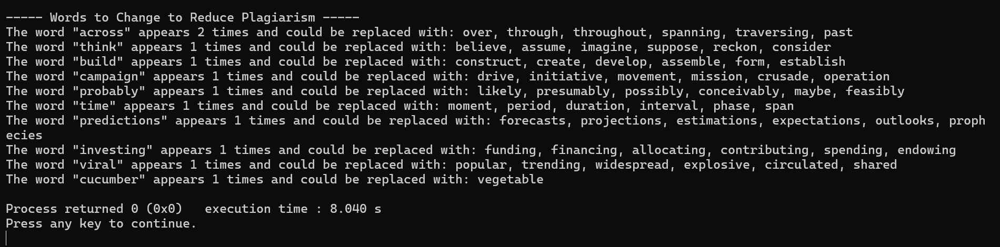 ----- Words to Change to Reduce Plagiarism -----
The word "across" appears 2 times and could be replaced with: over, through, throughout, spanning, traversing, past
The word "think" appears 1 times and could be replaced with: believe, assume, imagine, suppose, reckon, consider
The word "build" appears 1 times and could be replaced with: construct, create, develop, assemble, form, establish
The word "campaign" appears 1 times and could be replaced with: drive, initiative, movement, mission, crusade, operation
The word "probably" appears 1 times and could be replaced with: likely, presumably, possibly, conceivably, maybe, feasibly
The word "time" appears 1 times and could be replaced with: moment, period, duration, interval, phase, span
The word "predictions" appears 1 times and could be replaced with: forecasts, projections, estimations, expectations, outlooks, proph
ecies
The word "investing" appears 1 times and could be replaced with: funding, financing, allocating, contributing, spending, endowing
The word "viral" appears 1 times and could be replaced with: popular, trending, widespread, explosive, circulated, shared
The word "cucumber" appears 1 times and could be replaced with: vegetable
Process returned 0 (0x0)   execution time : 8.040 s
Press any key to continue.